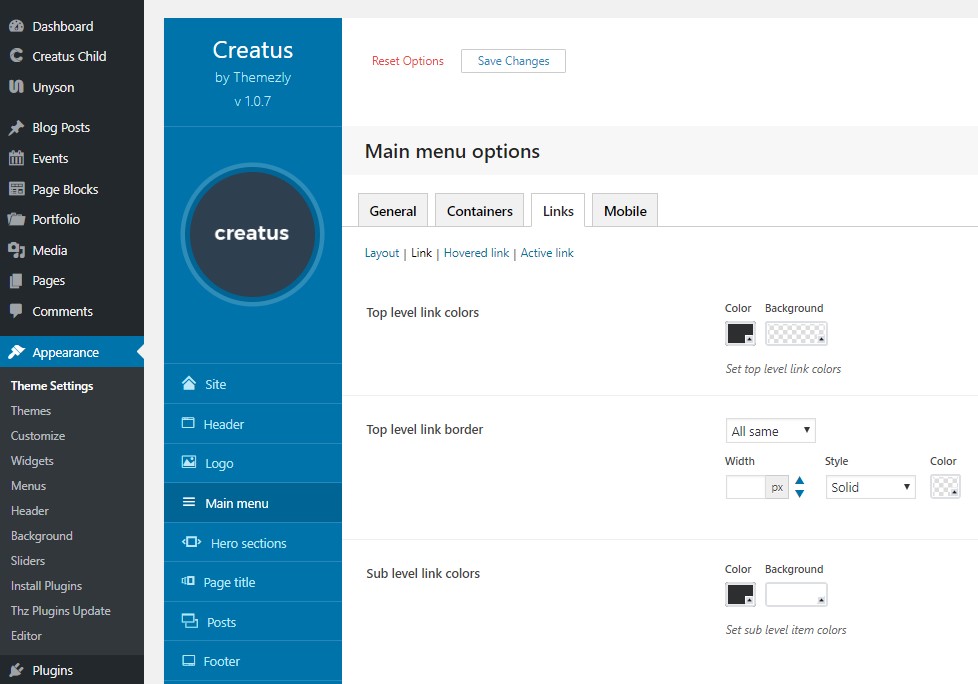 Dashboard
Creatus Child
Unyson
Blog Posts
Events
Page Blocks
Portfolio
Media
Pages
Comments
Appearance
Theme Settings
Themes
Customize
Widgets
Menus
Header
Background
Sliders
Install Plugins
Thz Plugins Update
Editor
Plugins
Creatus
by Themezly
v 1.0.7
creatus
Site
Header
Logo
Main menu
Hero sections
Page title
Posts
Footer
Reset Options Save Changes
Main menu options
General Containers Links Mobile
Layout | Link | Hovered link | Active link
Top level link colors
Color Background
Set top level link colors
Top level link border
All same
Width Style Color
px Solid
Sub level link colors
Color Background
Set sub level item colors